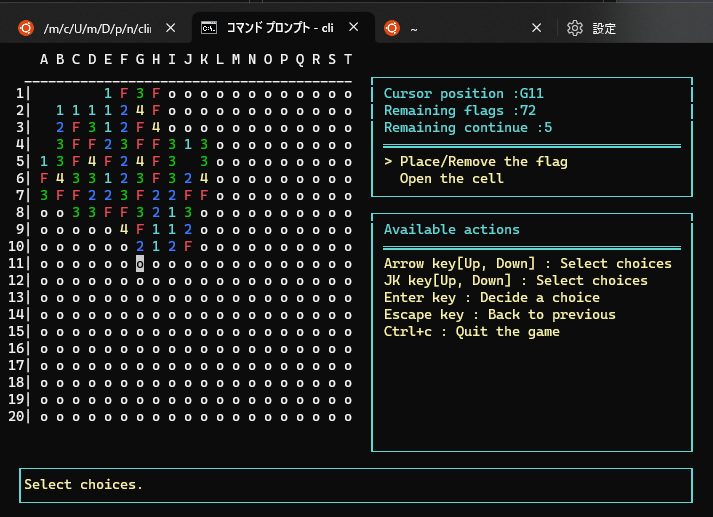 /m/c/U/m/D/p/n/clin
コマンド プロンプト - cli
~
設定
A B C D E F G H I J K L M N O P Q R S T
1|         1 F 3 F o o o o o o o o o o o o
2|   1 1 1 1 2 4 F o o o o o o o o o o o o
3|   2 F 3 1 2 F 4 o o o o o o o o o o o o
4|   3 F F 2 3 F F 3 1 3 o o o o o o o o o
5| 1 3 F 4 F 2 4 F 3   3 o o o o o o o o o
6| F 4 3 3 1 2 3 F 3 2 4 o o o o o o o o o
7| 3 F F 2 2 3 F 2 2 F F o o o o o o o o o
8| o o 3 3 F F 3 2 1 3 o o o o o o o o o o
9| o o o o o 4 F 1 1 2 o o o o o o o o o o
10| o o o o o o 2 1 2 F o o o o o o o o o o
11| o o o o o o o o o o o o o o o o o o o o
12| o o o o o o o o o o o o o o o o o o o o
13| o o o o o o o o o o o o o o o o o o o o
14| o o o o o o o o o o o o o o o o o o o o
15| o o o o o o o o o o o o o o o o o o o o
16| o o o o o o o o o o o o o o o o o o o o
17| o o o o o o o o o o o o o o o o o o o o
18| o o o o o o o o o o o o o o o o o o o o
19| o o o o o o o o o o o o o o o o o o o o
20| o o o o o o o o o o o o o o o o o o o o
Cursor position :G11
Remaining flags :72
Remaining continue :5
> Place/Remove the flag
Open the cell
Available actions
Arrow key[Up, Down] : Select choices
JK key[Up, Down] : Select choices
Enter key : Decide a choice
Escape key : Back to previous
Ctrl+c : Quit the game
Select choices.